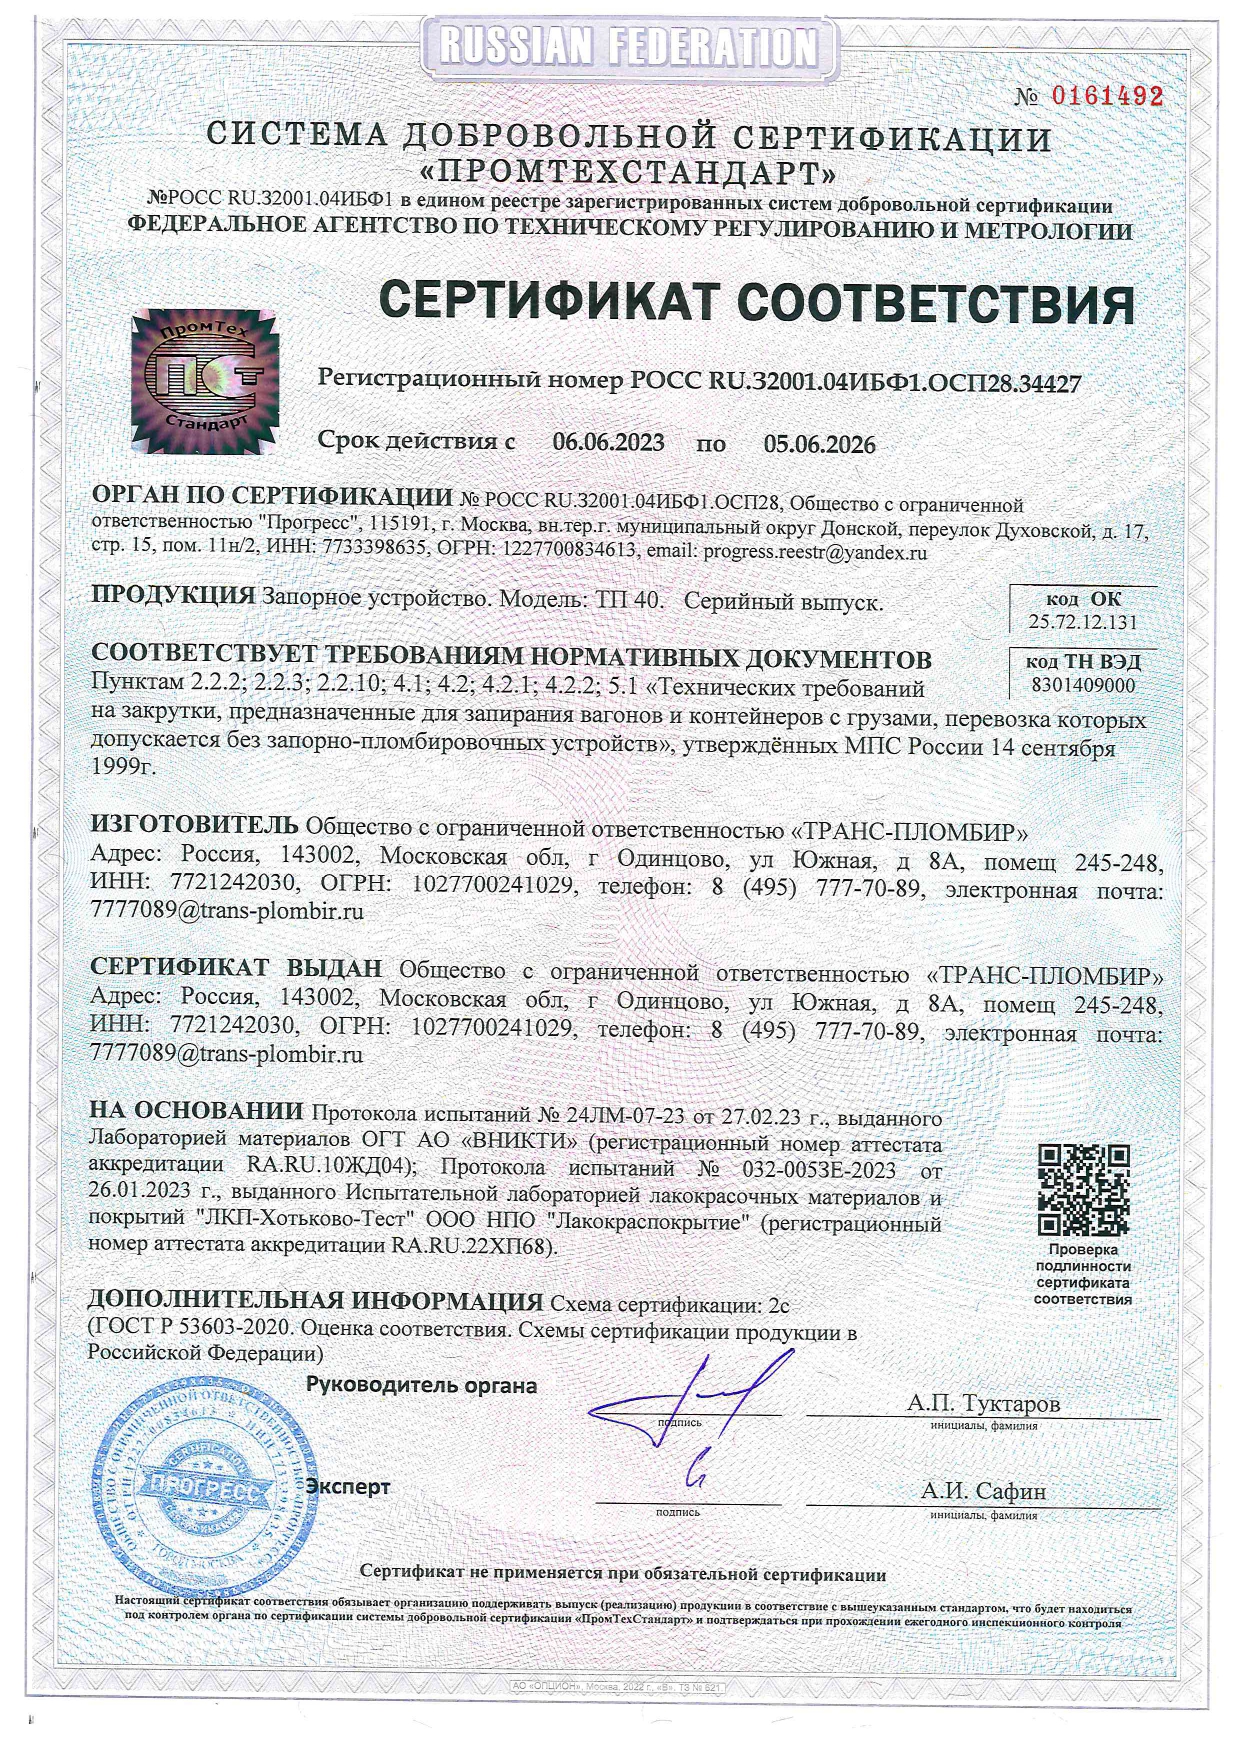 RUSSIAN FEDERATION
№ 0161492
СИСТЕМА ДОБРОВОЛЬНОЙ СЕРТИФИКАЦИИ
«ПРОМТЕХСТАНДАРТ»
№РОСС RU.32001.04ИБФ1 в едином реестре зарегистрированных систем добровольной сертификации
ФЕДЕРАЛЬНОЕ АГЕНТСТВО ПО ТЕХНИЧЕСКОМУ РЕГУЛИРОВАНИЮ И МЕТРОЛОГИИ
СЕРТИФИКАТ СООТВЕТСТВИЯ
ПромТех
ПСТ
Стандарт
Регистрационный номер РОСС RU.32001.04ИБФ1.ОСП28.34427
Срок действия с 06.06.2023 по 05.06.2026
ОРГАН ПО СЕРТИФИКАЦИИ № РОСС RU.32001.04ИБФ1.ОСП28, Общество с ограниченной
ответственностью "Прогресс", 115191, г. Москва, вн.тер.г. муниципальный округ Донской, переулок Духовской, д. 17,
стр. 15, пом. 11н/2, ИНН: 7733398635, ОГРН: 1227700834613, email: progress.reestr@yandex.ru
ПРОДУКЦИЯ Запорное устройство. Модель: ТП 40. Серийный выпуск.
код ОК
25.72.12.131
СООТВЕТСТВУЕТ ТРЕБОВАНИЯМ НОРМАТИВНЫХ ДОКУМЕНТОВ
код ТН ВЭД
8301409000
Пунктам 2.2.2; 2.2.3; 2.2.10; 4.1; 4.2; 4.2.1; 4.2.2; 5.1 «Технических требований
на закрутки, предназначенные для запирания вагонов и контейнеров с грузами, перевозка которых
допускается без запорно-пломбировочных устройств», утверждённых МПС России 14 сентября
1999г.
ИЗГОТОВИТЕЛЬ Общество с ограниченной ответственностью «ТРАНС-ПЛОМБИР»
Адрес: Россия, 143002, Московская обл, г Одинцово, ул Южная, д 8А, помещ 245-248,
ИНН: 7721242030, ОГРН: 1027700241029, телефон: 8 (495) 777-70-89, электронная почта:
7777089@trans-plombir.ru
СЕРТИФИКАТ ВЫДАН Общество с ограниченной ответственностью «ТРАНС-ПЛОМБИР»
Адрес: Россия, 143002, Московская обл, г Одинцово, ул Южная, д 8А, помещ 245-248,
ИНН: 7721242030, ОГРН: 1027700241029, телефон: 8 (495) 777-70-89, электронная почта:
7777089@trans-plombir.ru
НА ОСНОВАНИИ Протокола испытаний № 24ЛМ-07-23 от 27.02.23 г., выданного
Лабораторией материалов ОГТ АО «ВНИКТИ» (регистрационный номер аттестата
аккредитации RA.RU.10ЖД04); Протокола испытаний № 032-0053Е-2023 от
26.01.2023 г., выданного Испытательной лабораторией лакокрасочных материалов и
покрытий "ЛКП-Хотьково-Тест" ООО НПО "Лакокраспокрытие" (регистрационный
номер аттестата аккредитации RA.RU.22ХП68).
Проверка
подлинности
сертификата
соответствия
ДОПОЛНИТЕЛЬНАЯ ИНФОРМАЦИЯ Схема сертификации: 2с
(ГОСТ Р 53603-2020. Оценка соответствия. Схемы сертификации продукции в
Российской Федерации)
Руководитель органа
подпись
А.П. Туктаров
инициалы, фамилия
Эксперт
подпись
А.И. Сафин
инициалы, фамилия
ОБЩЕСТВО С ОГРАНИЧЕННОЙ ОТВЕТСТВЕННОСТЬЮ «ПРОГРЕСС»
ОГРН 1227700834613 * ИНН 7733398635
CERTIFICATION
ПРОГРЕСС
ГОРОД МОСКВА
Сертификат не применяется при обязательной сертификации
Настоящий сертификат соответствия обязывает организацию поддерживать выпуск (реализацию) продукции в соответствие с вышеуказанным стандартом, что будет находиться
под контролем органа по сертификации системы добровольной сертификации «ПромТехСтандарт» и подтверждаться при прохождении ежегодного инспекционного контроля
АО «ОПЦИОН», Москва, 2022 г., «В». ТЗ № 621